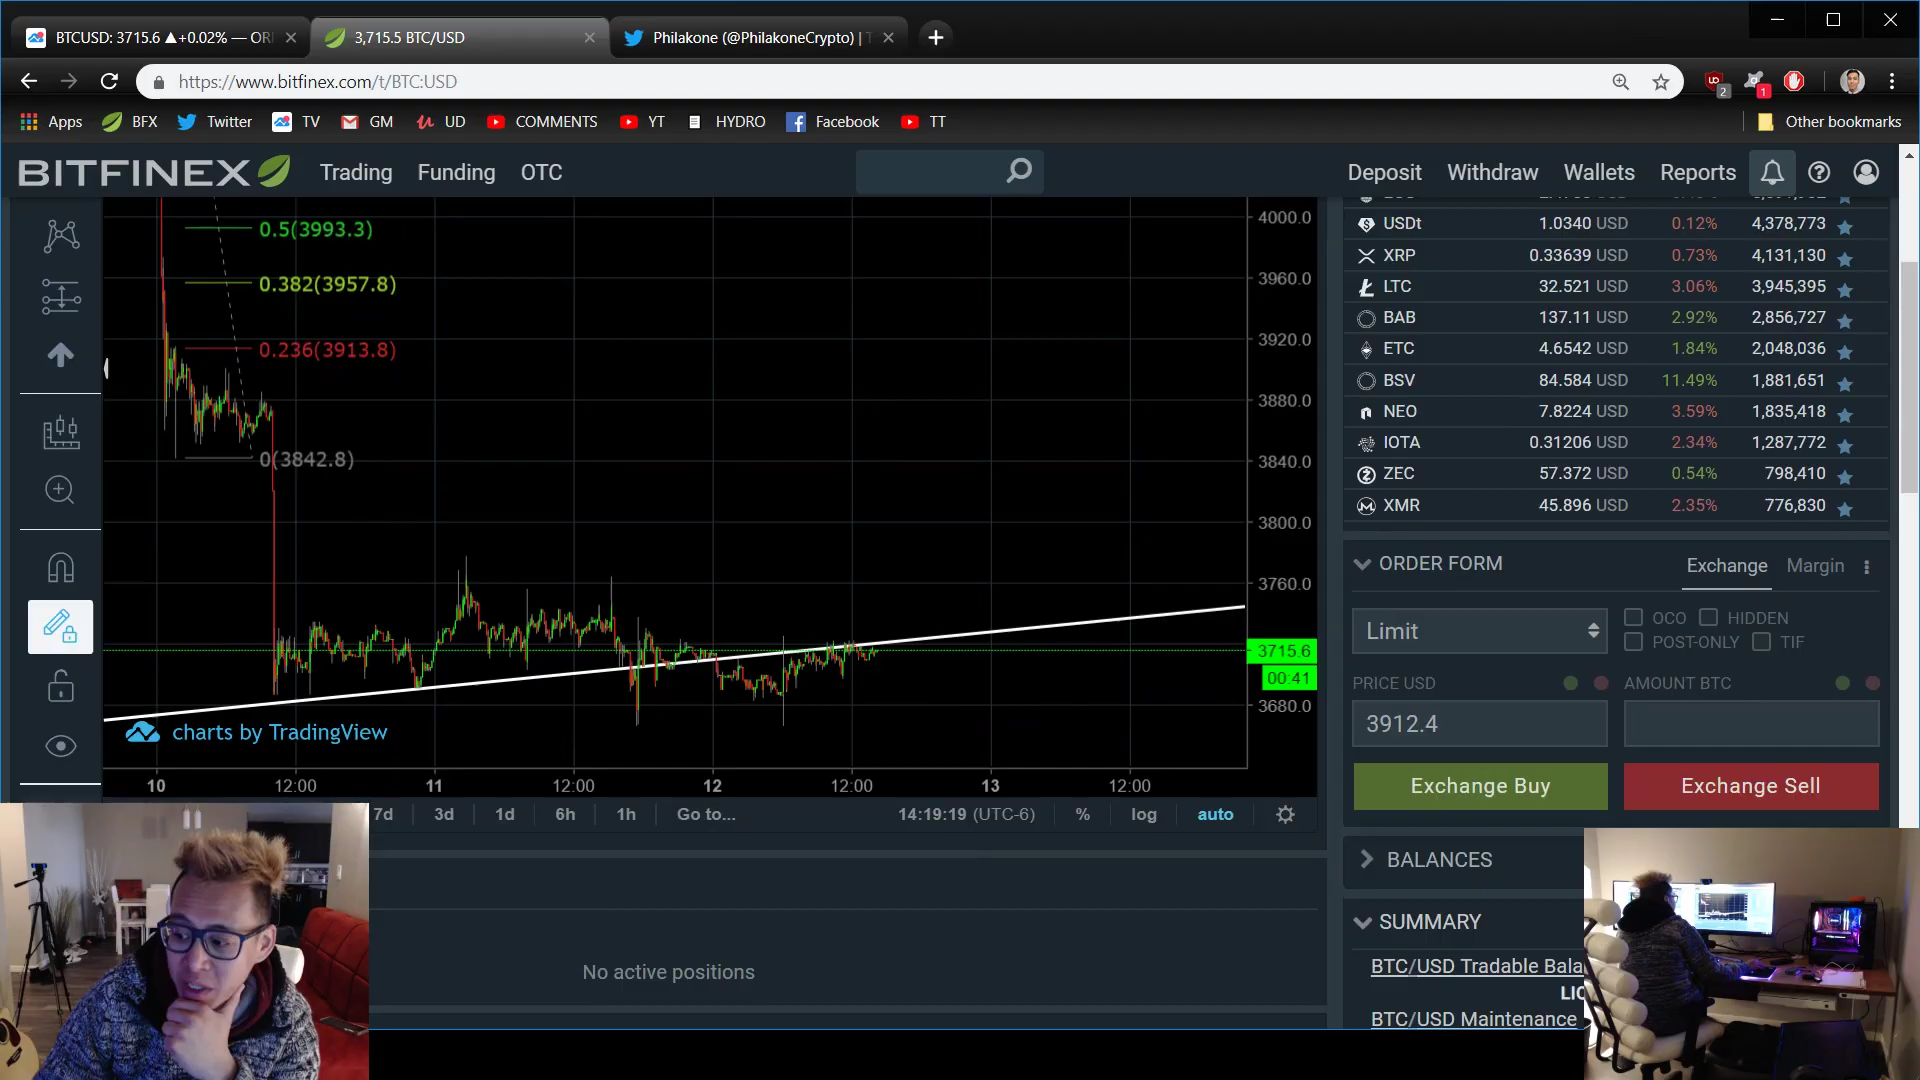 BTCUSD: 3715.6 ▲+0.02% —
3,715.5 BTC/USD
Philakone (@PhilakoneCrypto) |
https://www.bitfinex.com/t/BTC:USD
2
1
Apps BFX Twitter TV GM UD COMMENTS YT HYDRO Facebook TT Other bookmarks
BITFINEX Trading Funding OTC Deposit Withdraw Wallets Reports
0.5(3993.3)
0.382(3957.8)
0.236(3913.8)
0(3842.8)
4000.0
3960.0
3920.0
3880.0
3840.0
3800.0
3760.0
3715.6
00:41
3680.0
charts by TradingView
10 12:00 11 12:00 12 12:00 13 12:00
7d 3d 1d 6h 1h Go to... 14:19:19 (UTC-6) % log auto
No active positions
USDt 1.0340 USD 0.12% 4,378,773
XRP 0.33639 USD 0.73% 4,131,130
LTC 32.521 USD 3.06% 3,945,395
BAB 137.11 USD 2.92% 2,856,727
ETC 4.6542 USD 1.84% 2,048,036
BSV 84.584 USD 11.49% 1,881,651
NEO 7.8224 USD 3.59% 1,835,418
IOTA 0.31206 USD 2.34% 1,287,772
ZEC 57.372 USD 0.54% 798,410
XMR 45.896 USD 2.35% 776,830
ORDER FORM Exchange Margin
Limit
OCO HIDDEN
POST-ONLY TIF
PRICE USD AMOUNT BTC
3912.4
Exchange Buy Exchange Sell
BALANCES
SUMMARY
BTC/USD Tradable
BTC/USD Maintenance